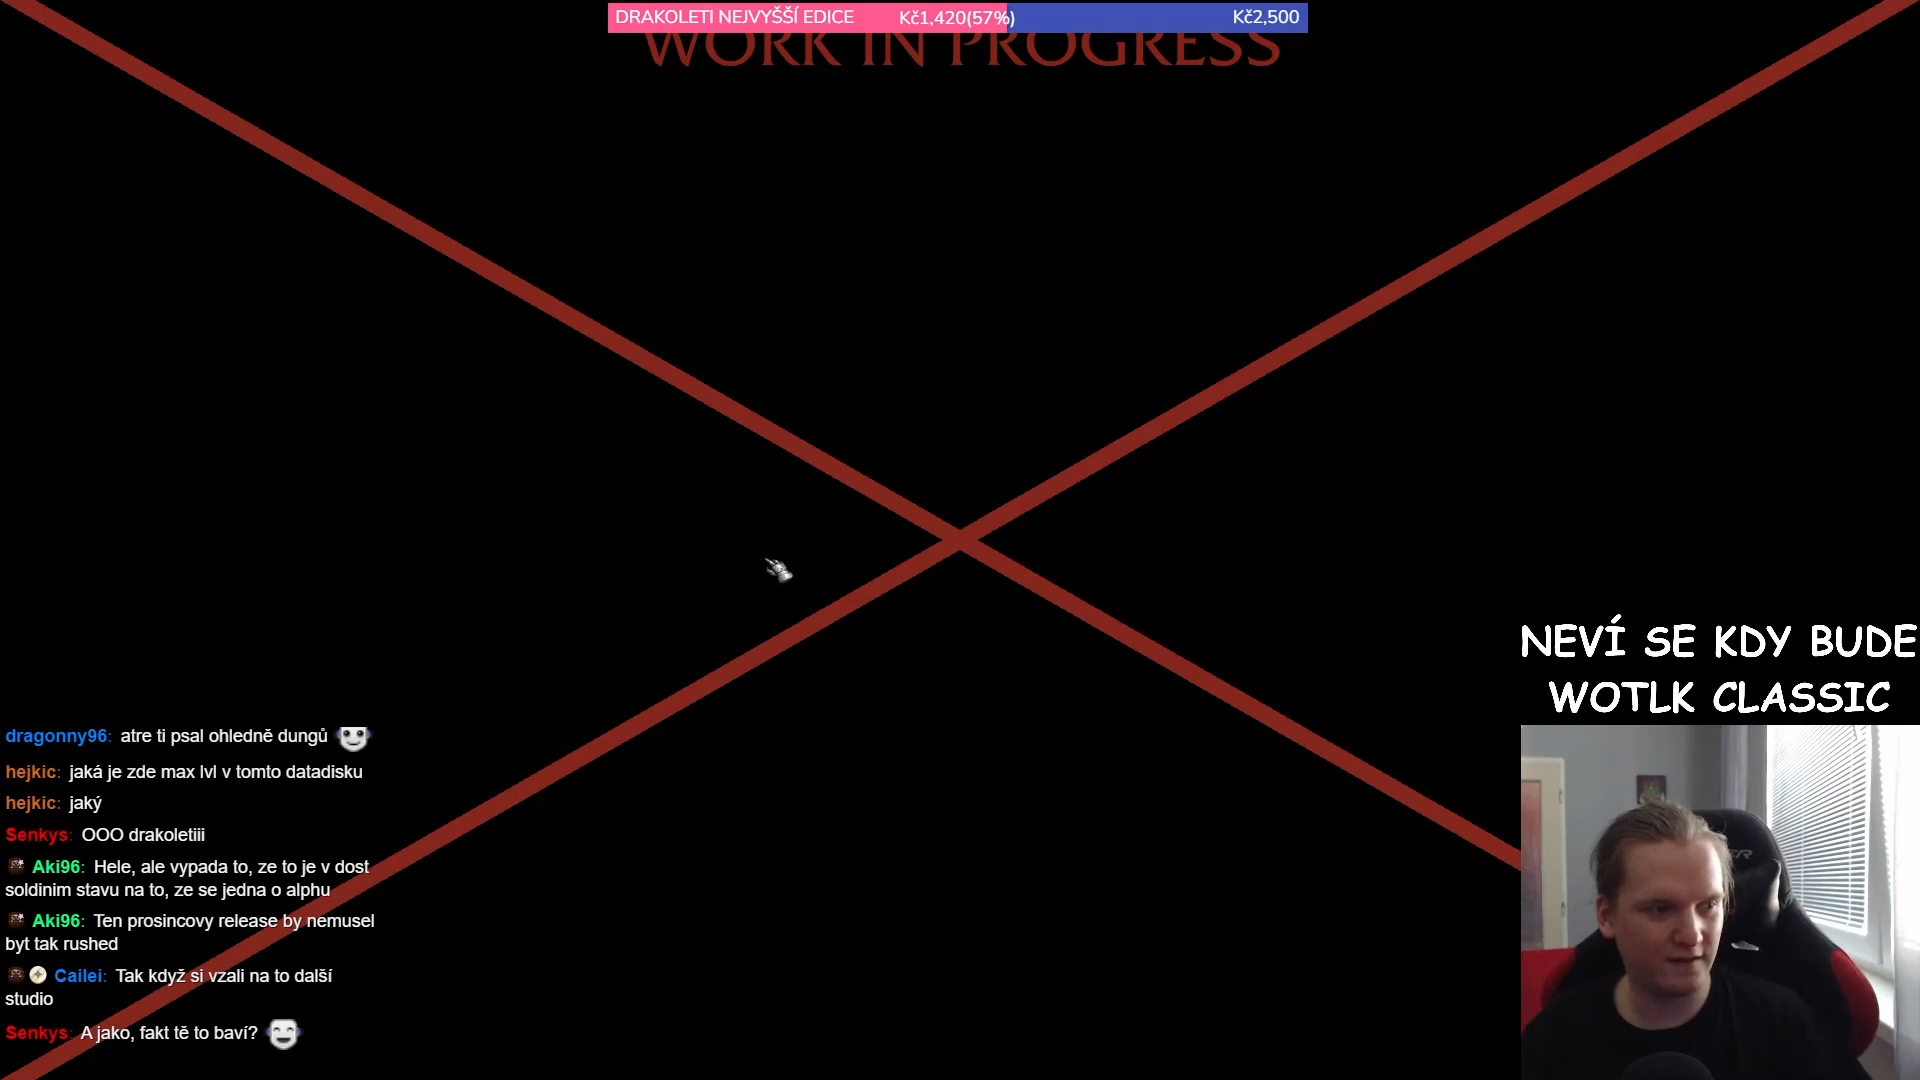 DRAKOLETI NEJVYŠŠÍ EDICE Kč1,420(57%) Kč2,500
WORK IN PROGRESS
NEVÍ SE KDY BUDE
WOTLK CLASSIC
dragonny96: atre ti psal ohledně dungů
hejkic: jaká je zde max lvl v tomto datadisku
hejkic: jaký
Senkys: OOO drakoletiii
Aki96: Hele, ale vypada to, ze to je v dost
soldinim stavu na to, ze se jedna o alphu
Aki96: Ten prosincovy release by nemusel
byt tak rushed
Cailei: Tak když si vzali na to další
studio
Senkys: A jako, fakt tě to baví?